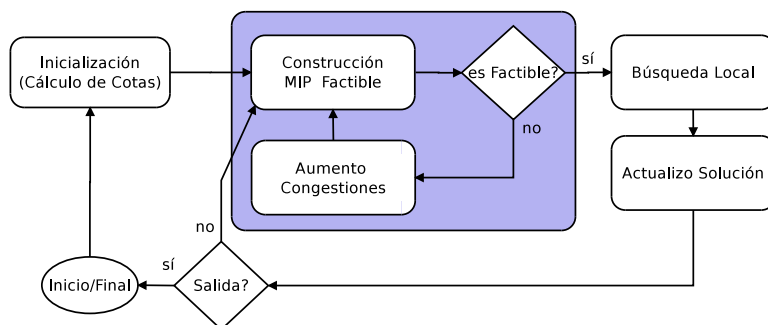 Inicialización
(Cálculo de Cotas)
Construcción
MIP Factible
es Factible?
sí
Búsqueda Local
no
Aumento
Congestiones
Actualizo Solución
no
sí
Inicio/Final
Salida?